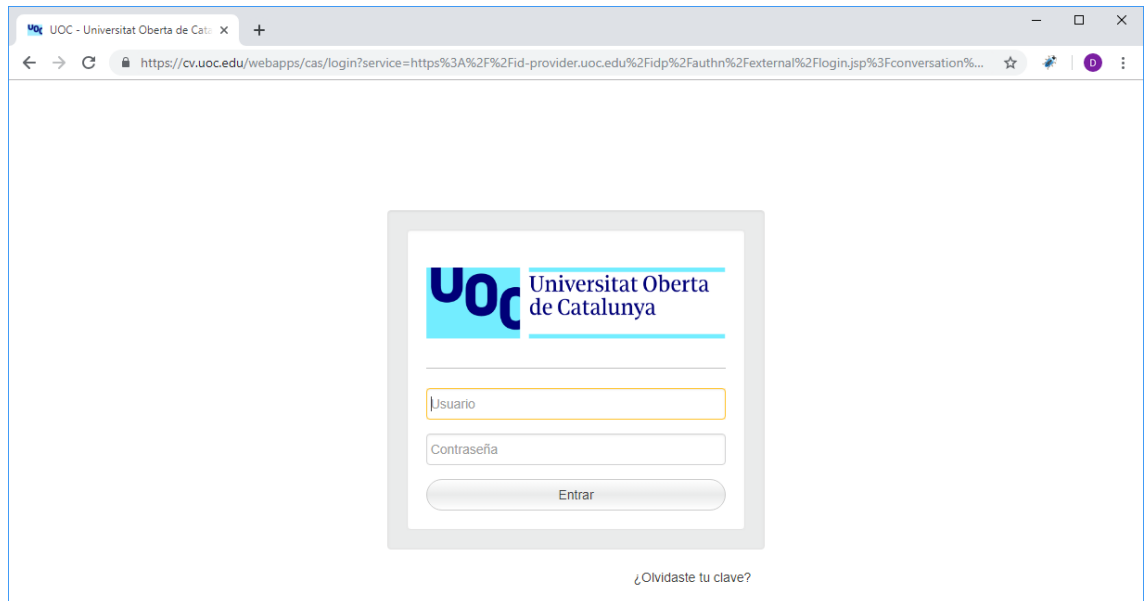 UOC - Universitat Oberta de Cata
https://cv.uoc.edu/webapps/cas/login?service=https%3A%2F%2Fid-provider.uoc.edu%2Fidp%2Fauthn%2Fexternal%2Flogin.jsp%3Fconversation%...
D
UOC
Universitat Oberta
de Catalunya
Usuario
Contraseña
Entrar
¿Olvidaste tu clave?